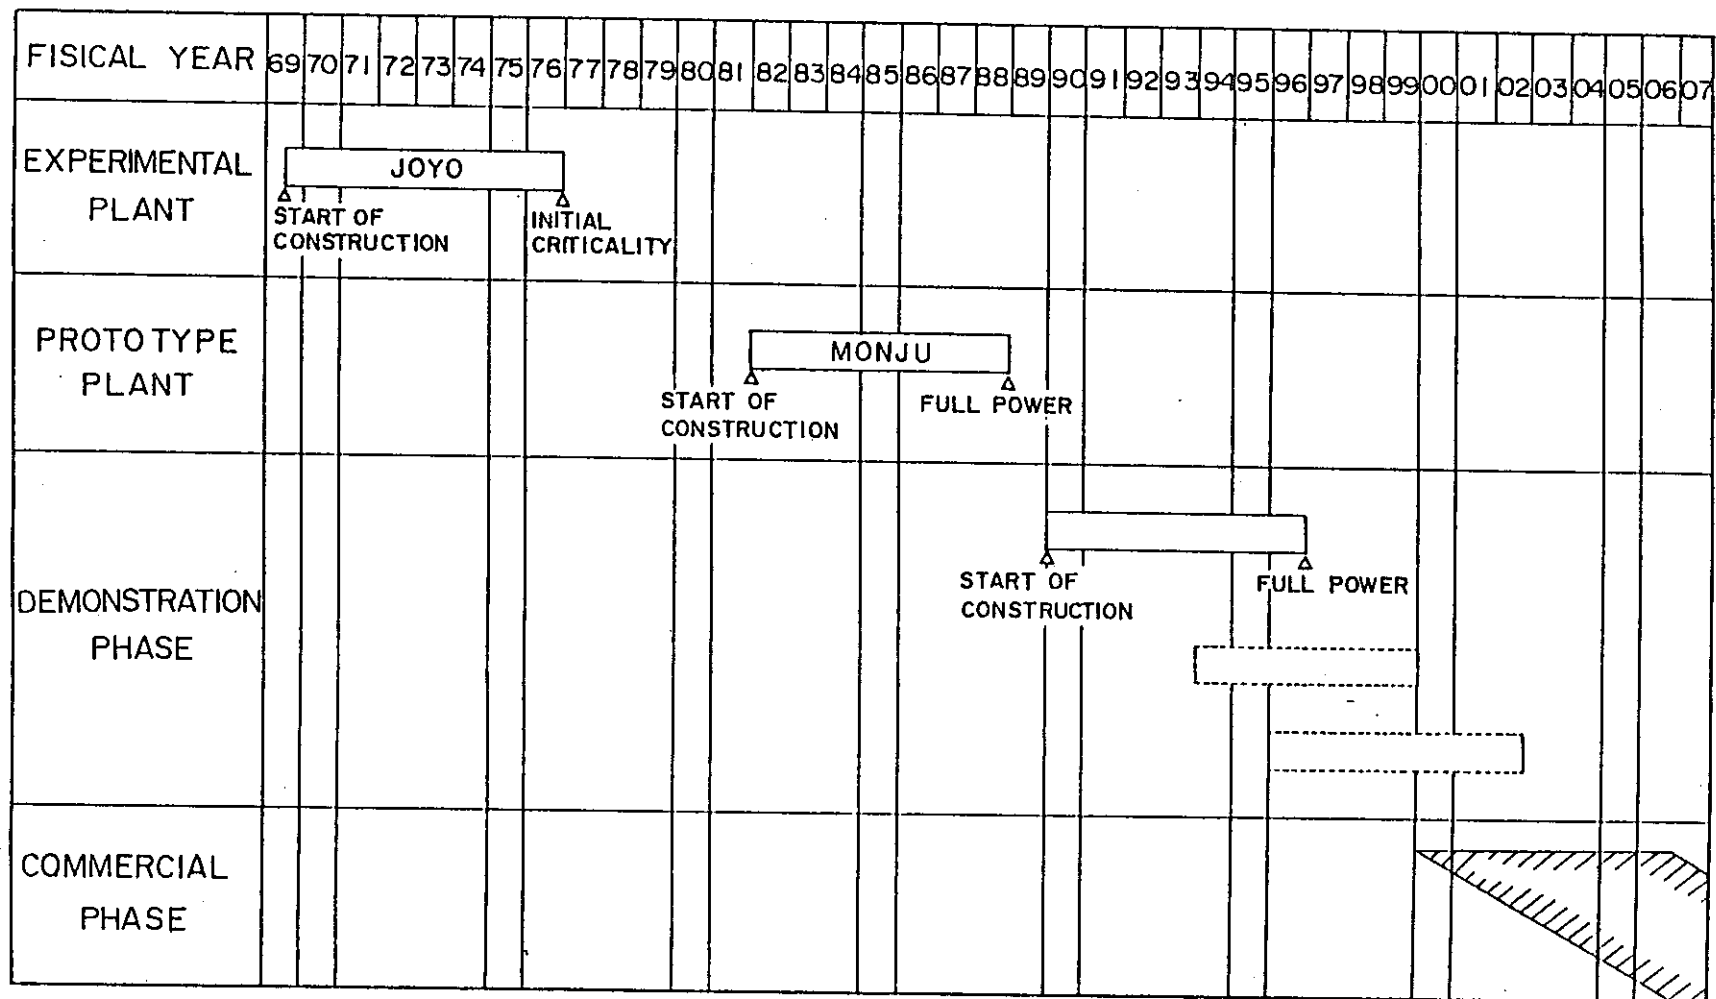 FISICAL YEAR 69 70 71 72 73 74 75 76 77 78 79 80 81 82 83 84 85 86 87 88 89 90 91 92 93 94 95 96 97 98 99 00 01 02 03 04 05 06 07
EXPERIMENTAL
PLANT
JOYO
START OF
CONSTRUCTION
INITIAL
CRITICALITY
PROTO TYPE
PLANT
MONJU
START OF
CONSTRUCTION
FULL POWER
DEMONSTRATION
PHASE
START OF
CONSTRUCTION
FULL POWER
COMMERCIAL
PHASE